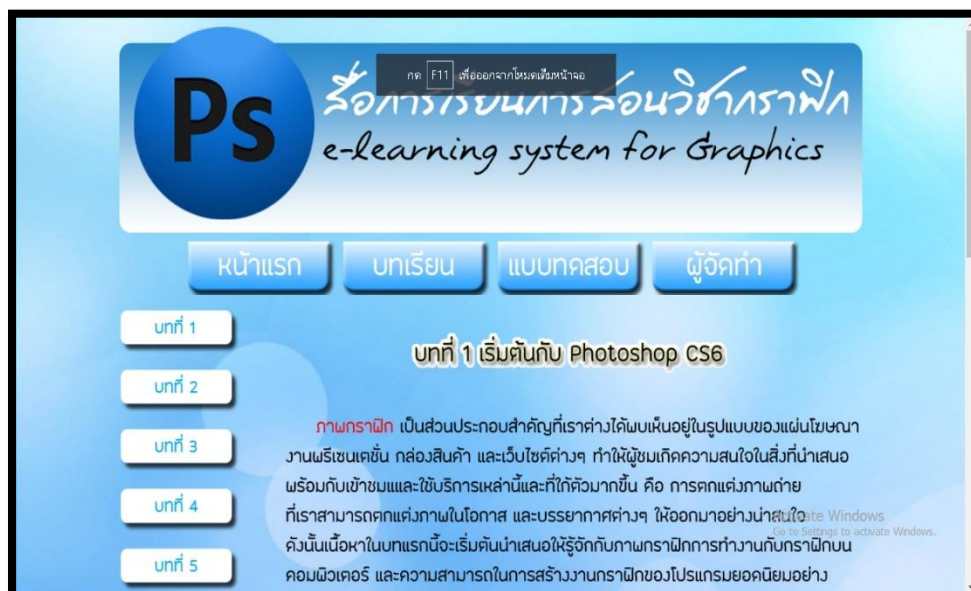 Ps
กด F11 เพื่อออกจากโหมดเต็มหน้าจอ
สื่อการเรียนการสอนวิชากราฟิก
e-learning system for Graphics
หน้าแรก บทเรียน แบบทดสอบ ผู้จัดทำ
บทที่ 1
บทที่ 2
บทที่ 3
บทที่ 4
บทที่ 5
บทที่ 1 เริ่มต้นกับ Photoshop CS6
ภาพกราฟิก เป็นส่วนประกอบสำคัญที่เราต่างได้พบเห็นอยู่ในรูปแบบของแผ่นโฆษณา
งานพรีเซนเตชั่น กล่องสินค้า และเว็บไซต์ต่างๆ ทำให้ผู้ชมเกิดความสนใจในสิ่งที่นำเสนอ
พร้อมกับเข้าชมแและใช้บริการเหล่านี้และที่ใกัตัวมากขึ้น คือ การตกแต่งภาพถ่าย
ที่เราสามารถตกแต่งภาพในโอกาส และบรรยากาศต่างๆ ให้ออกมาอย่างน่าสนใจ
ดังนั้นเนื้อหาในบทแรกนี้จะเริ่มต้นนำเสนอให้รู้จักกับภาพกราฟิกการทำงานกับกราฟิกบน
คอมพิวเตอร์ และความสามารถในการสร้างงานกราฟิกของโปรแกรมยอดนิยมอย่าง
Activate Windows
Go to Settings to activate Windows.